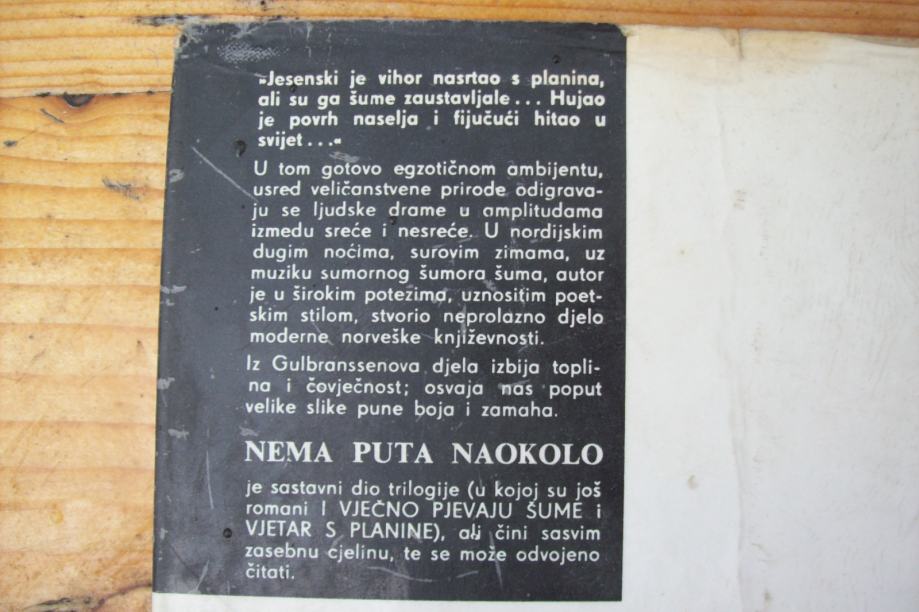 »Jesenski je vihor nasrtao s planina,
ali su ga šume zaustavljale... Hujao
je povrh naselja i fijučući hitao u
svijet...«
U tom gotovo egzotičnom ambijentu,
usred veličanstvene prirode odigrava-
ju se ljudske drame u amplitudama
između sreće i nesreće. U nordijskim
dugim noćima, surovim zimama, uz
muziku sumornog šumora šuma, autor
je u širokim potezima, uznositim poet-
skim stilom, stvorio neprolazno djelo
moderne norveške književnosti.
Iz Gulbranssenova djela izbija topli-
na i čovječnost; osvaja nas poput
velike slike pune boja i zamaha.
NEMA PUTA NAOKOLO
je sastavni dio trilogije (u kojoj su još
romani I VJEČNO PJEVAJU ŠUME i
VJETAR S PLANINE), ali čini sasvim
zasebnu cjelinu, te se može odvojeno
čitati.